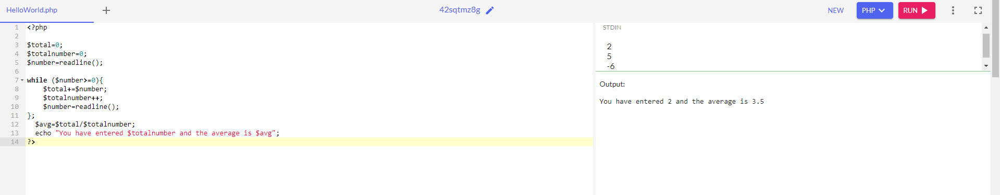 HelloWorld.php + 42sqtmz8g NEW PHP RUN
1 <?php
2
3 $total=0;
4 $totalnumber=0;
5 $number=readline();
6
7 while ($number>=0){
8     $total+=$number;
9     $totalnumber++;
10     $number=readline();
11 };
12   $avg=$total/$totalnumber;
13   echo "You have entered $totalnumber and the average is $avg";
14 ?>
STDIN
2
5
-6
Output:
You have entered 2 and the average is 3.5